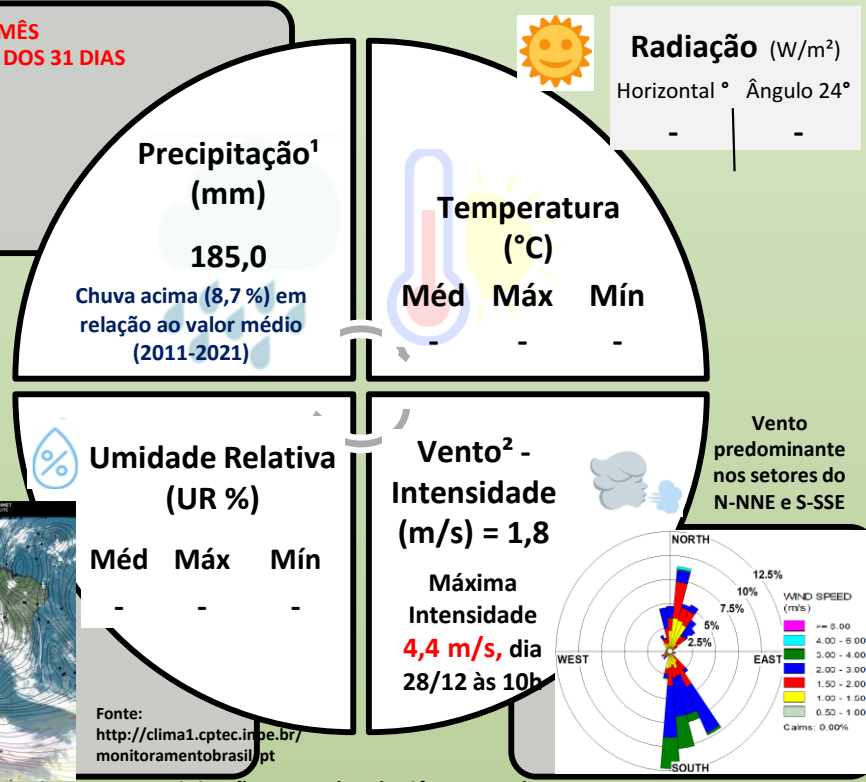 MÊS
DOS 31 DIAS
Radiação (W/m²)
Horizontal ° Ângulo 24°
- -
Precipitação¹
(mm)
185,0
Chuva acima (8,7 %) em
relação ao valor médio
(2011-2021)
Temperatura
(°C)
Méd Máx Mín
- - -
%
Umidade Relativa
(UR %)
Méd Máx Mín
- - -
Vento² -
Intensidade
(m/s) = 1,8
Máxima
Intensidade
4,4 m/s, dia
28/12 às 10h
Vento
predominante
nos setores do
N-NNE e S-SSE
Fonte:
http://clima1.cptec.inpe.br/
monitoramentobrasil/pt
NORTH
12.5%
10%
7.5%
5%
2.5%
WEST
EAST
SOUTH
WIND SPEED
(m/s)
>= 6.00
4.00 - 6.00
3.00 - 4.00
2.00 - 3.00
1.50 - 2.00
1.00 - 1.50
0.50 - 1.00
Calms: 0.00%